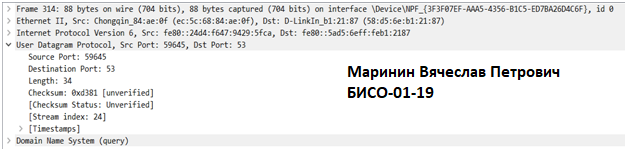 Frame 314: 88 bytes on wire (704 bits), 88 bytes captured (704 bits) on interface \Device\NPF_{3F3F07EF-AAA5-4356-B1C5-ED7BA26D4C6F}, id 0
Ethernet II, Src: Chongqin_84:ae:0f (ec:5c:68:84:ae:0f), Dst: D-LinkIn_b1:21:87 (58:d5:6e:b1:21:87)
Internet Protocol Version 6, Src: fe80::24d4:f647:9429:5fca, Dst: fe80::5ad5:6eff:feb1:2187
User Datagram Protocol, Src Port: 59645, Dst Port: 53
Source Port: 59645
Destination Port: 53
Length: 34
Checksum: 0xd381 [unverified]
[Checksum Status: Unverified]
[Stream index: 24]
[Timestamps]
Domain Name System (query)
Маринин Вячеслав Петрович
БИСО-01-19